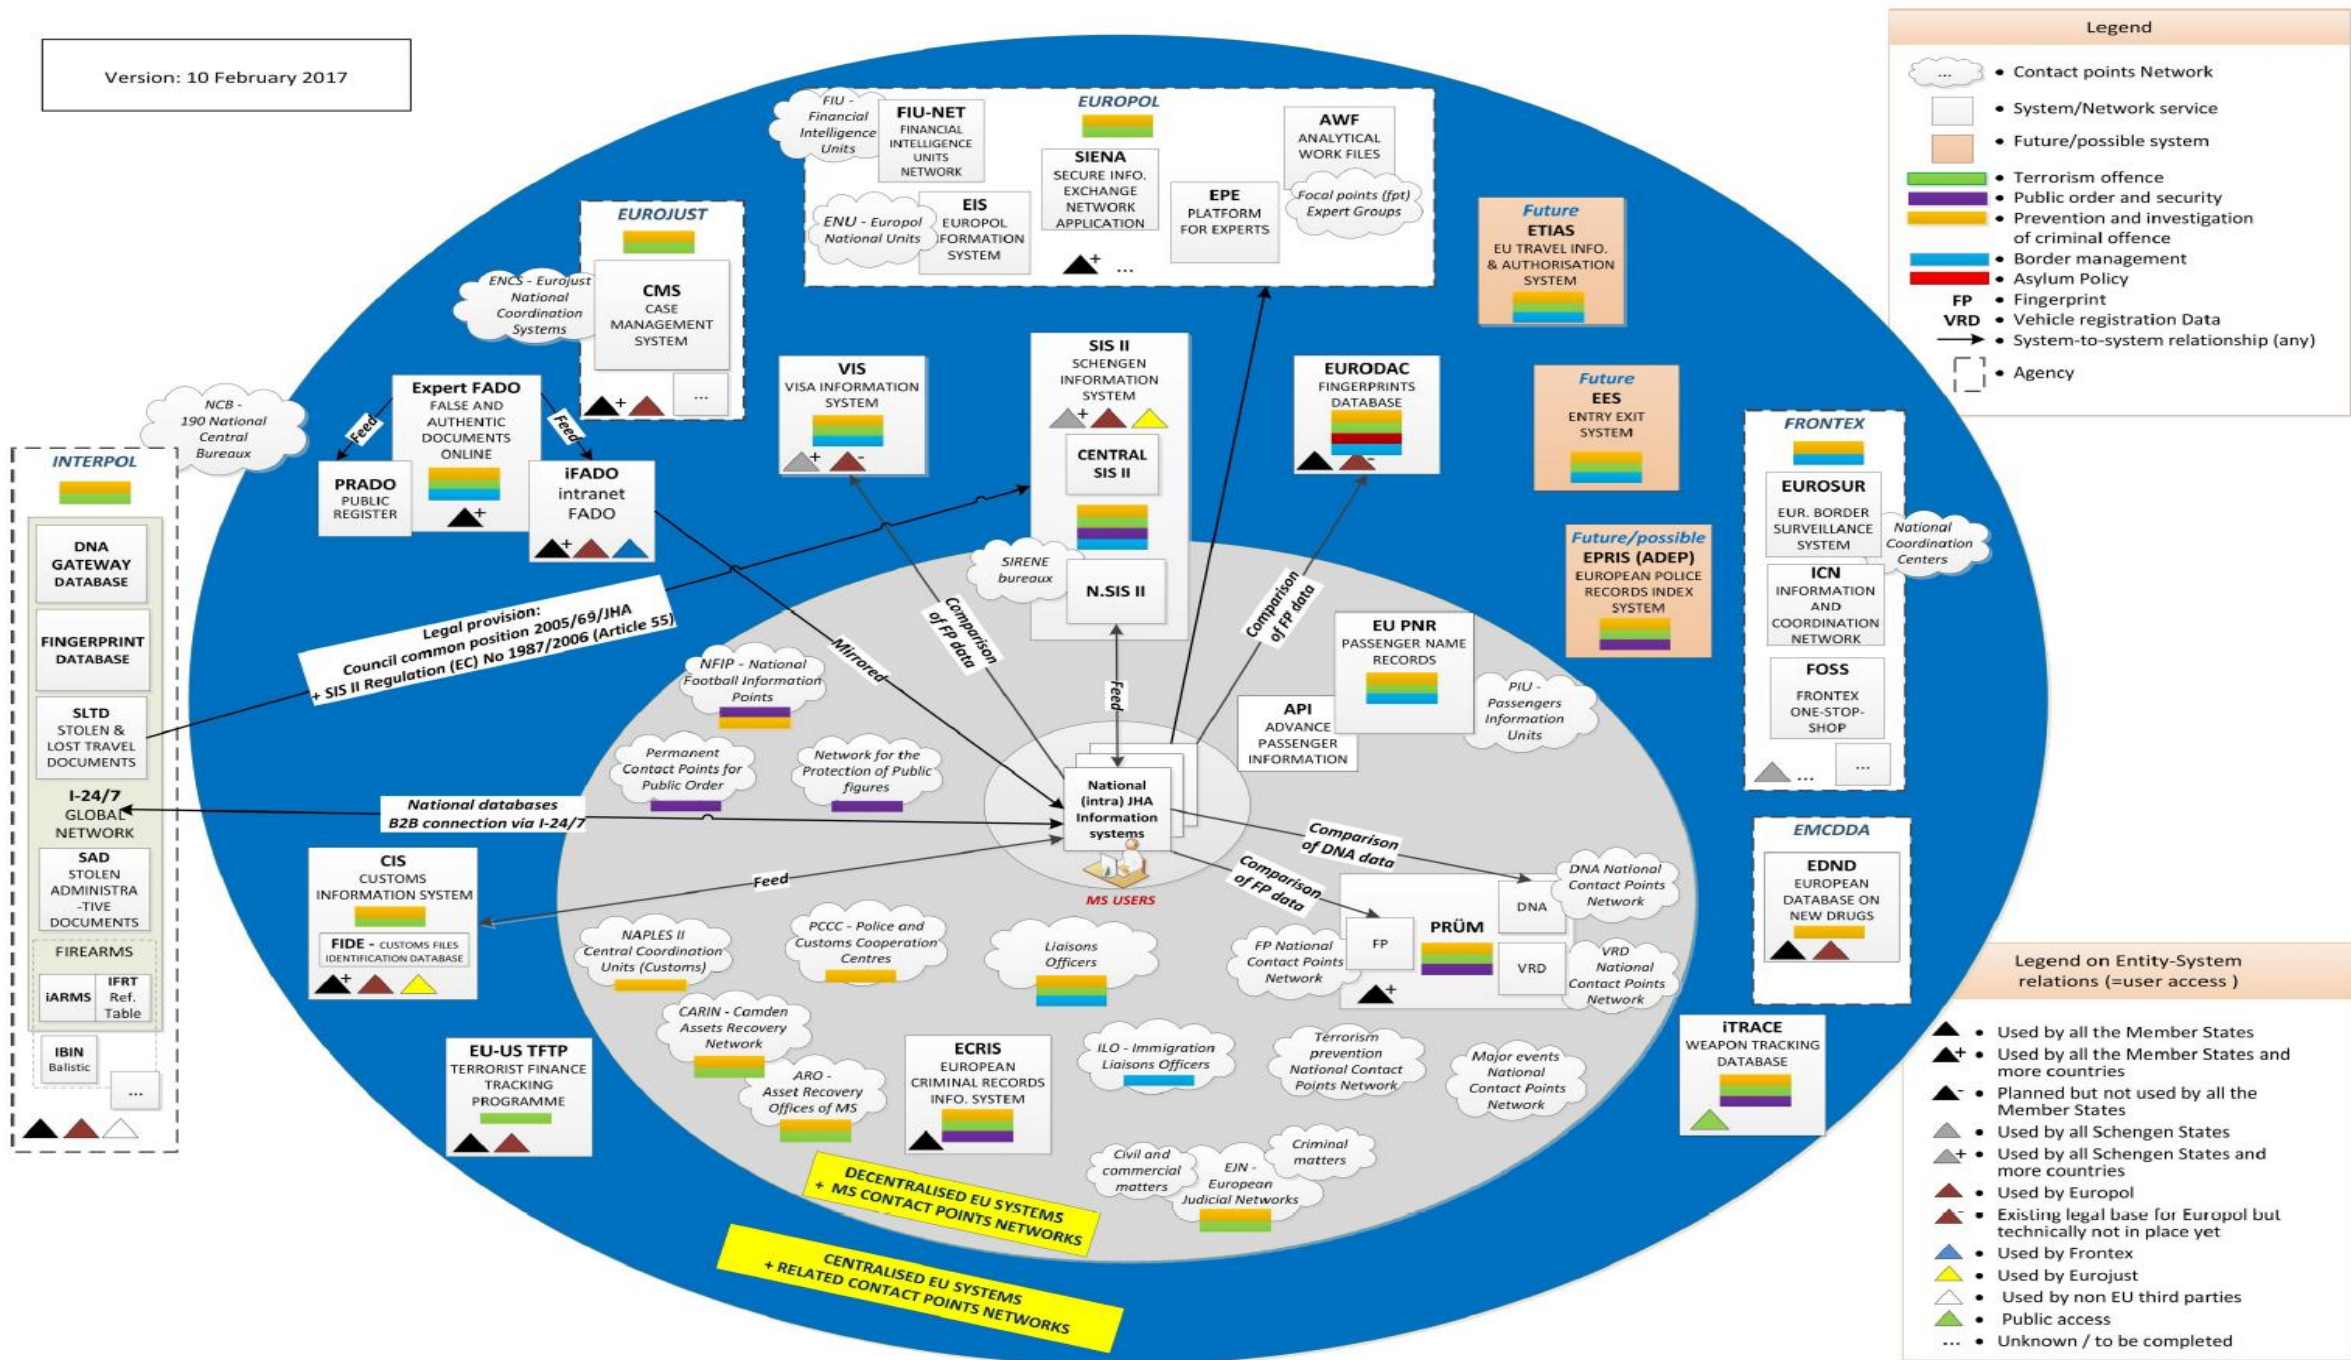 Version: 10 February 2017
Legend
... • Contact points Network
• System/Network service
• Future/possible system
• Terrorism offence
• Public order and security
• Prevention and investigation
of criminal offence
• Border management
• Asylum Policy
FP • Fingerprint
VRD • Vehicle registration Data
• System-to-system relationship (any)
• Agency
EUROPOL
FIU -
Financial
Intelligence
Units
FIU-NET
FINANCIAL
INTELLIGENCE
UNITS
NETWORK
ENU - Europol
National Units
EIS
EUROPOL
FORMATION
SYSTEM
SIENA
SECURE INFO.
EXCHANGE
NETWORK
APPLICATION
+ ...
EPE
PLATFORM
FOR EXPERTS
AWF
ANALYTICAL
WORK FILES
Focal points (fpt)
Expert Groups
EUROJUST
ENCS - Eurojust
National
Coordination
Systems
CMS
CASE
MANAGEMENT
SYSTEM
+
...
Future
ETIAS
EU TRAVEL INFO.
& AUTHORISATION
SYSTEM
Future
EES
ENTRY EXIT
SYSTEM
Future/possible
EPRIS (ADEP)
EUROPEAN POLICE
RECORDS INDEX
SYSTEM
VIS
VISA INFORMATION
SYSTEM
+ -
SIS II
SCHENGEN
INFORMATION
SYSTEM
+
CENTRAL
SIS II
SIRENE
bureaux
N.SIS II
EURODAC
FINGERPRINTS
DATABASE
-
NCB -
190 National
Central
Bureaux
Expert FADO
FALSE AND
AUTHENTIC
DOCUMENTS
ONLINE
+
Feed
Feed
PRADO
PUBLIC
REGISTER
iFADO
intranet
FADO
+
INTERPOL
DNA
GATEWAY
DATABASE
FINGERPRINT
DATABASE
SLTD
STOLEN &
LOST TRAVEL
DOCUMENTS
I-24/7
GLOBAL
NETWORK
SAD
STOLEN
ADMINISTRA
-TIVE
DOCUMENTS
FIREARMS
iARMS
IFRT
Ref.
Table
IBIN
Balistic
...
Legal provision:
Council common position 2005/69/JHA
+ SIS II Regulation (EC) No 1987/2006 (Article 55)
Mirrored
Comparison
of FP data
Feed
Comparison
of FP data
National databases
B2B connection via I-24/7
NFIP - National
Football Information
Points
Permanent
Contact Points for
Public Order
Network for the
Protection of Public
figures
EU PNR
PASSENGER NAME
RECORDS
PIU -
Passengers
Information
Units
API
ADVANCE
PASSENGER
INFORMATION
National
(intra) JHA
Information
systems
MS USERS
Comparison
of DNA data
Comparison
of FP data
Feed
CIS
CUSTOMS
INFORMATION SYSTEM
FIDE - CUSTOMS FILES
IDENTIFICATION DATABASE
+
NAPLES II
Central Coordination
Units (Customs)
PCCC - Police and
Customs Cooperation
Centres
Liaisons
Officers
FP National
Contact Points
Network
PRÜM
FP
DNA
VRD
+
DNA National
Contact Points
Network
VRD
National
Contact Points
Network
CARIN - Camden
Assets Recovery
Network
ARO -
Asset Recovery
Offices of MS
EU-US TFTP
TERRORIST FINANCE
TRACKING
PROGRAMME
ECRIS
EUROPEAN
CRIMINAL RECORDS
INFO. SYSTEM
ILO - Immigration
Liaisons Officers
Terrorism
prevention
National Contact
Points Network
Major events
National
Contact Points
Network
Civil and
commercial
matters
EJN -
European
Judicial Networks
Criminal
matters
DECENTRALISED EU SYSTEMS
+ MS CONTACT POINTS NETWORKS
CENTRALISED EU SYSTEMS
+ RELATED CONTACT POINTS NETWORKS
FRONTEX
EUROSUR
EUR. BORDER
SURVEILLANCE
SYSTEM
National
Coordination
Centers
ICN
INFORMATION
AND
COORDINATION
NETWORK
FOSS
FRONTEX
ONE-STOP-
SHOP
...
...
EMCDDA
EDND
EUROPEAN
DATABASE ON
NEW DRUGS
iTRACE
WEAPON TRACKING
DATABASE
Legend on Entity-System
relations (=user access )
• Used by all the Member States
+ • Used by all the Member States and
more countries
- • Planned but not used by all the
Member States
• Used by all Schengen States
+ • Used by all Schengen States and
more countries
• Used by Europol
- • Existing legal base for Europol but
technically not in place yet
• Used by Frontex
• Used by Eurojust
• Used by non EU third parties
• Public access
... • Unknown / to be completed